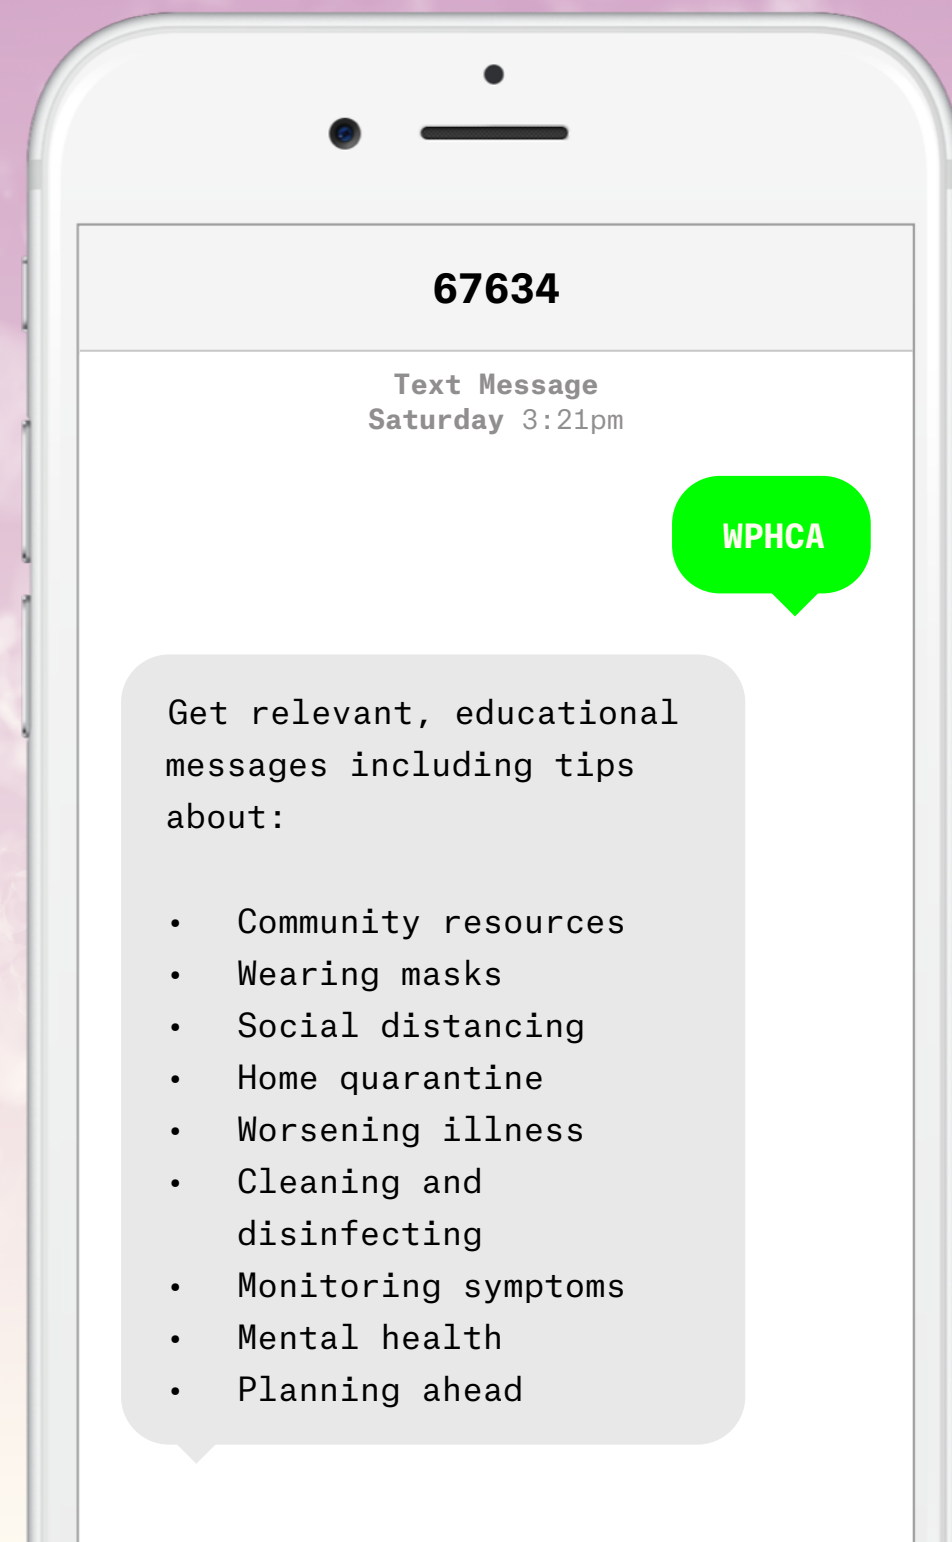 67634
Text Message
Saturday 3:21pm
WPHCA
Get relevant, educational
messages including tips
about:
• Community resources
• Wearing masks
• Social distancing
• Home quarantine
• Worsening illness
• Cleaning and
disinfecting
• Monitoring symptoms
• Mental health
• Planning ahead